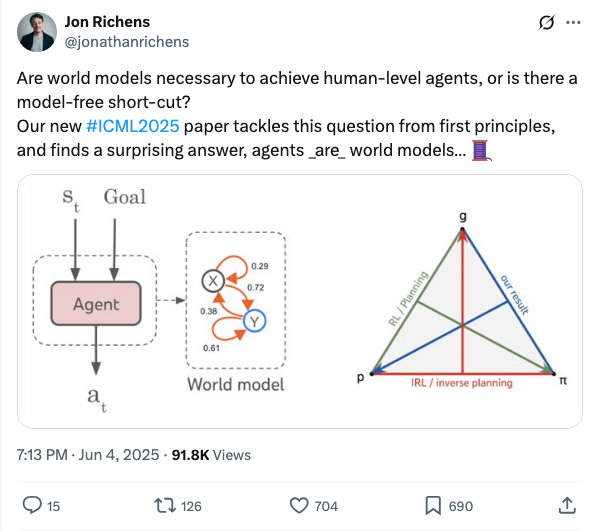 Jon Richens
@jonathanrichens
Are world models necessary to achieve human-level agents, or is there a
model-free short-cut?
Our new #ICML2025 paper tackles this question from first principles,
and finds a surprising answer, agents _are_ world models...
s_t Goal
Agent
a_t
X
Y
0.29
0.72
0.38
0.61
World model
g
RL / Planning
our result
p
IRL / inverse planning
π
7:13 PM · Jun 4, 2025 · 91.8K Views
15 126 704 690